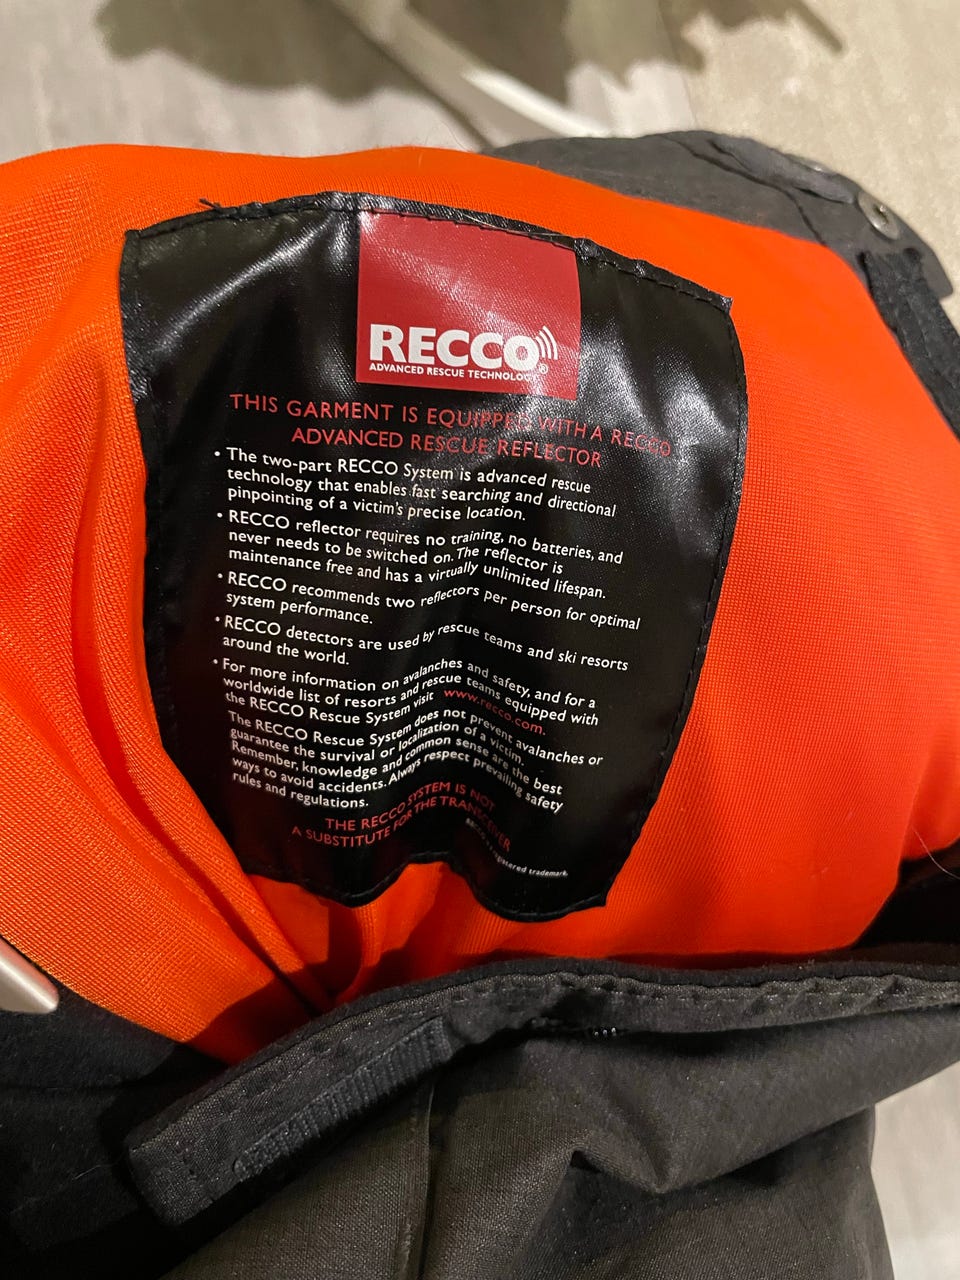 RECCO®
ADVANCED RESCUE TECHNOLOGY
THIS GARMENT IS EQUIPPED WITH A RECCO
ADVANCED RESCUE REFLECTOR
• The two-part RECCO System is advanced rescue
technology that enables fast searching and directional
pinpointing of a victim's precise location.
• RECCO reflector requires no training, no batteries, and
never needs to be switched on. The reflector is
maintenance free and has a virtually unlimited lifespan.
• RECCO recommends two reflectors per person for optimal
system performance.
• RECCO detectors are used by rescue teams and ski resorts
around the world.
• For more information on avalanches and safety, and for a
worldwide list of resorts and rescue teams equipped with
the RECCO Rescue System visit www.recco.com.
The RECCO Rescue System does not prevent avalanches or
guarantee the survival or localization of a victim.
Remember, knowledge and common sense are the best
ways to avoid accidents. Always respect prevailing safety
rules and regulations.
THE RECCO SYSTEM IS NOT
A SUBSTITUTE FOR THE TRANSCEIVER
registered trademark.